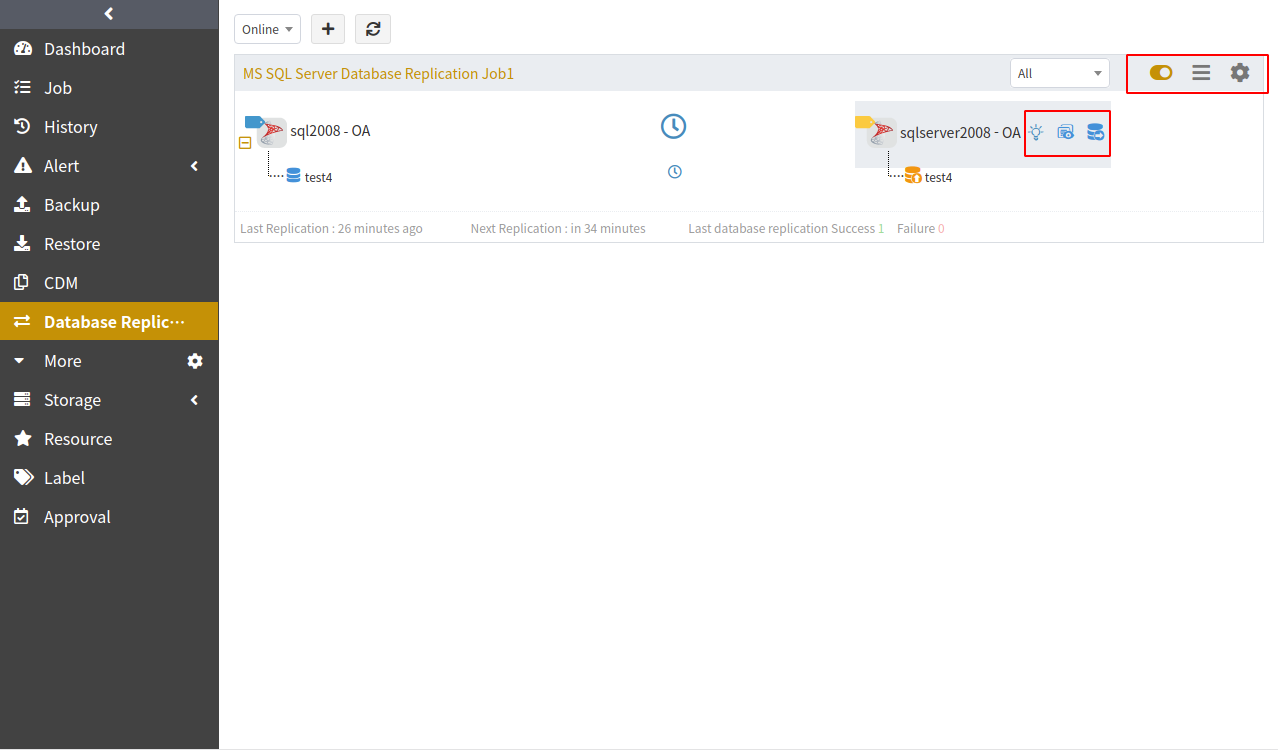 Dashboard
Job
History
Alert
Backup
Restore
CDM
Database Replic···
More
Storage
Resource
Label
Approval
Online
MS SQL Server Database Replication Job1
All
sql2008 - OA
sqlserver2008 - OA
test4
test4
Last Replication : 26 minutes ago
Next Replication : in 34 minutes
Last database replication Success 1
Failure 0